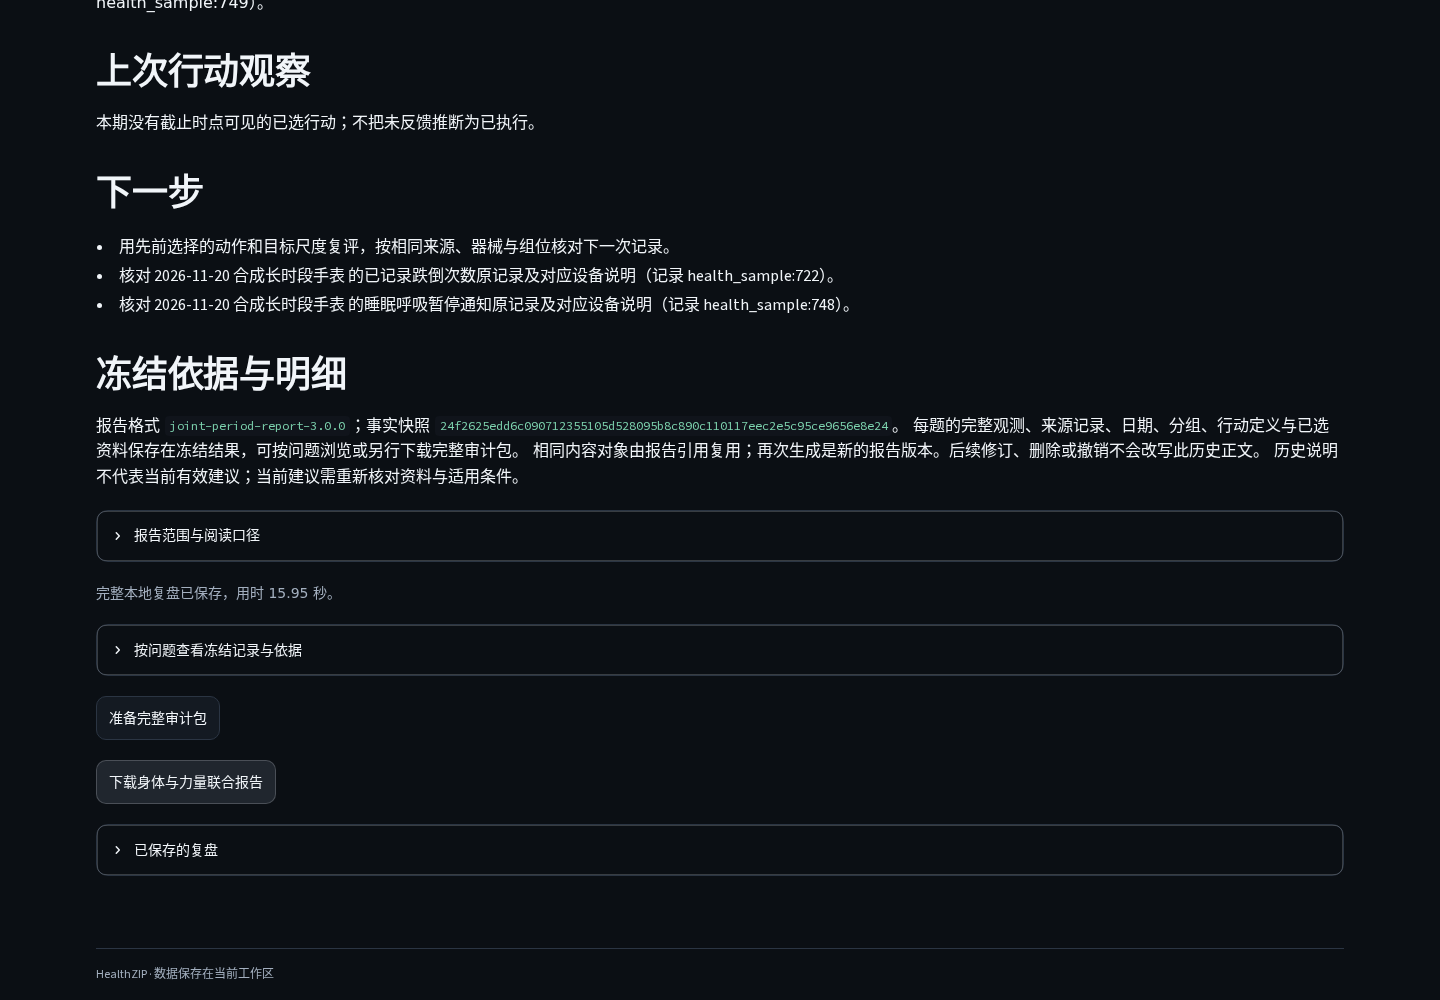 health_sample:749）。
上次行动观察
本期没有截止时点可见的已选行动；不把未反馈推断为已执行。
下一步
• 用先前选择的动作和目标尺度复评，按相同来源、器械与组位核对下一次记录。
• 核对 2026-11-20 合成长时段手表 的已记录跌倒次数原记录及对应设备说明（记录 health_sample:722）。
• 核对 2026-11-20 合成长时段手表 的睡眠呼吸暂停通知原记录及对应设备说明（记录 health_sample:748）。
冻结依据与明细
报告格式 joint-period-report-3.0.0 ；事实快照 24f2625edd6c090712355105d528095b8c890c110117eec2e5c95ce9656e8e24 。 每题的完整观测、来源记录、日期、分组、行动定义与已选
资料保存在冻结结果，可按问题浏览或另行下载完整审计包。 相同内容对象由报告引用复用；再次生成是新的报告版本。后续修订、删除或撤销不会改写此历史正文。 历史说明
不代表当前有效建议；当前建议需重新核对资料与适用条件。
报告范围与阅读口径
完整本地复盘已保存，用时 15.95 秒。
按问题查看冻结记录与依据
准备完整审计包
下载身体与力量联合报告
已保存的复盘
HealthZIP · 数据保存在当前工作区